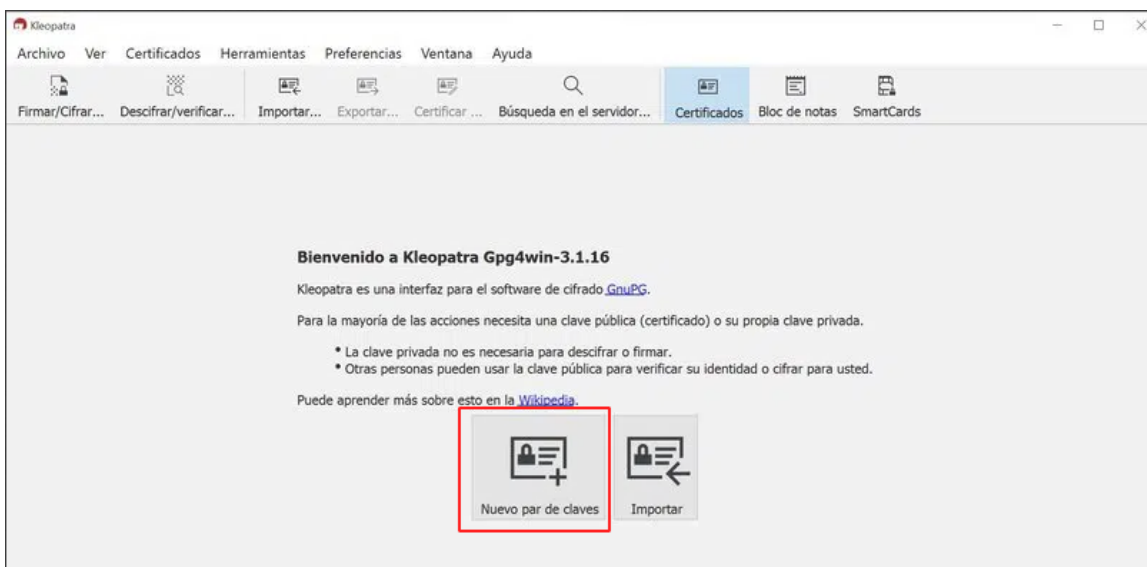 Kleopatra
Archivo Ver Certificados Herramientas Preferencias Ventana Ayuda
Firmar/Cifrar... Descifrar/verificar... Importar... Exportar... Certificar ... Búsqueda en el servidor... Certificados Bloc de notas SmartCards
Bienvenido a Kleopatra Gpg4win-3.1.16
Kleopatra es una interfaz para el software de cifrado GnuPG.
Para la mayoría de las acciones necesita una clave pública (certificado) o su propia clave privada.
• La clave privada no es necesaria para descifrar o firmar.
• Otras personas pueden usar la clave pública para verificar su identidad o cifrar para usted.
Puede aprender más sobre esto en la Wikipedia.
Nuevo par de claves Importar